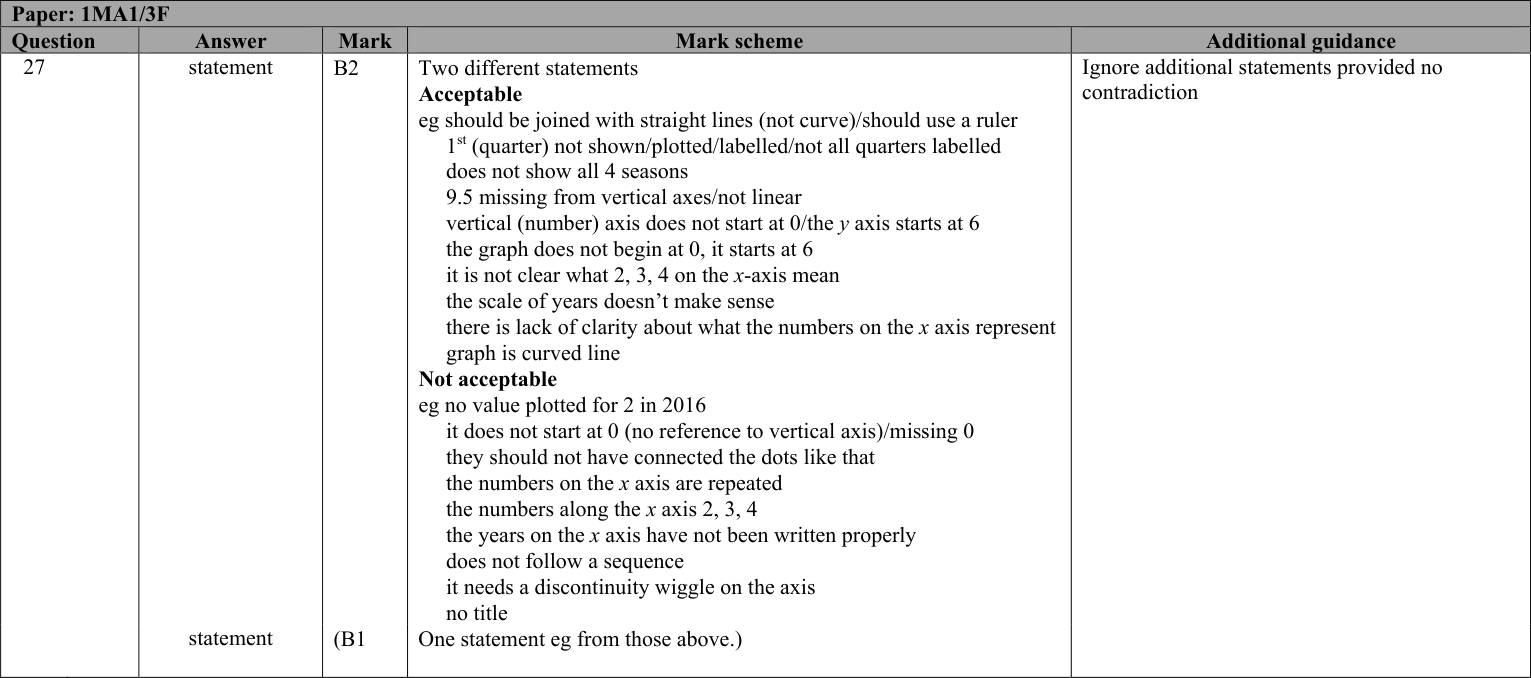 Paper: 1MA1/3F
Question Answer Mark Mark scheme Additional guidance
27 statement B2 Two different statements Ignore additional statements provided no
contradiction
Acceptable
eg should be joined with straight lines (not curve)/should use a ruler
1st (quarter) not shown/plotted/labelled/not all quarters labelled
does not show all 4 seasons
9.5 missing from vertical axes/not linear
vertical (number) axis does not start at 0/the y axis starts at 6
the graph does not begin at 0, it starts at 6
it is not clear what 2, 3, 4 on the x-axis mean
the scale of years doesn’t make sense
there is lack of clarity about what the numbers on the x axis represent
graph is curved line
Not acceptable
eg no value plotted for 2 in 2016
it does not start at 0 (no reference to vertical axis)/missing 0
they should not have connected the dots like that
the numbers on the x axis are repeated
the numbers along the x axis 2, 3, 4
the years on the x axis have not been written properly
does not follow a sequence
it needs a discontinuity wiggle on the axis
no title
statement (B1 One statement eg from those above.)